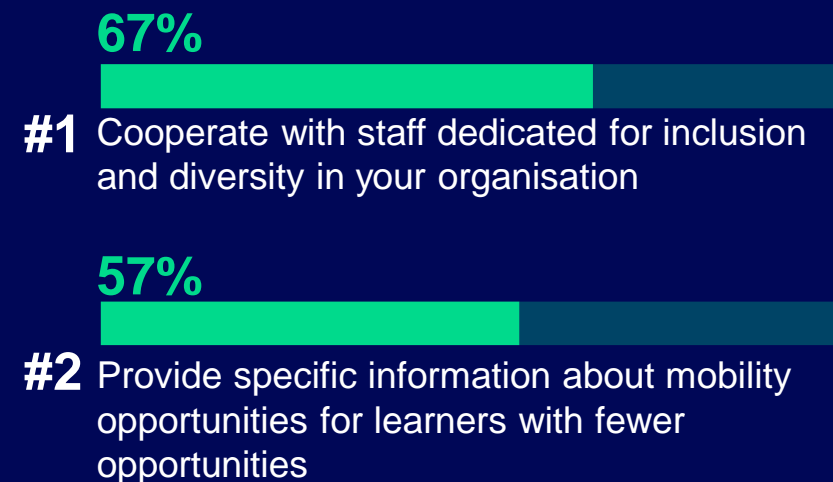 67%
#1 Cooperate with staff dedicated for inclusion
and diversity in your organisation
57%
#2 Provide specific information about mobility
opportunities for learners with fewer
opportunities